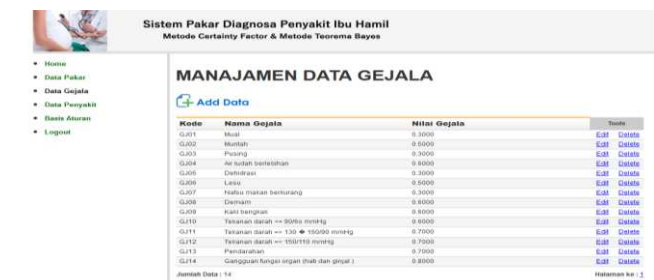 Sistem Pakar Diagnosa Penyakit Ibu Hamil
Metode Certainty Factor & Metode Teorema Bayes
Home
Data Pakar
Data Gejala
Data Penyakit
Basis Aturan
Logout
MANAJAMEN DATA GEJALA
Add Data
Kode Nama Gejala Nilai Gejala Tools
GJ01 Mual 0.3000 Edit Delete
GJ02 Muntah 0.5000 Edit Delete
GJ03 Pusing 0.3000 Edit Delete
GJ04 Air ludah berlebihan 0.5000 Edit Delete
GJ05 Dehidrasi 0.3000 Edit Delete
GJ06 Lesu 0.5000 Edit Delete
GJ07 Nafsu makan berkurang 0.3000 Edit Delete
GJ08 Demam 0.6000 Edit Delete
GJ09 Kaki bengkak 0.8000 Edit Delete
GJ10 Tekanan darah 90/60 mmHg 0.6000 Edit Delete
GJ11 Tekanan darah 130 � 150/90 mmHg 0.7000 Edit Delete
GJ12 Tekanan darah 150/110 mmHg 0.7000 Edit Delete
GJ13 Pendarahan 0.7000 Edit Delete
GJ14 Gangguan fungsi organ (hati dan ginjal ) 0.8000 Edit Delete
Jumlah Data : 14 Halaman ke : 1